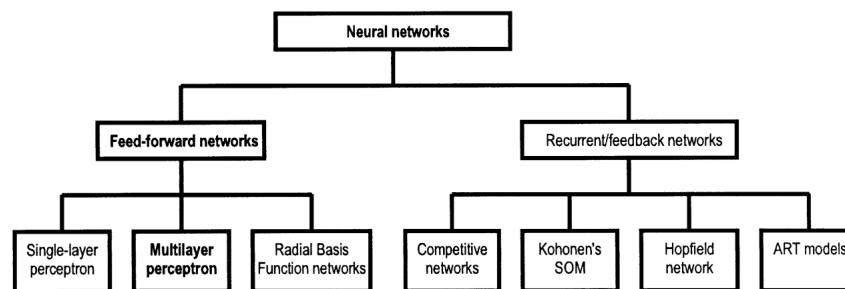 Neural networks
Feed-forward networks
Recurrent/feedback networks
Single-layer
perceptron
Multilayer
perceptron
Radial Basis
Function networks
Competitive
networks
Kohonen's
SOM
Hopfield
network
ART models